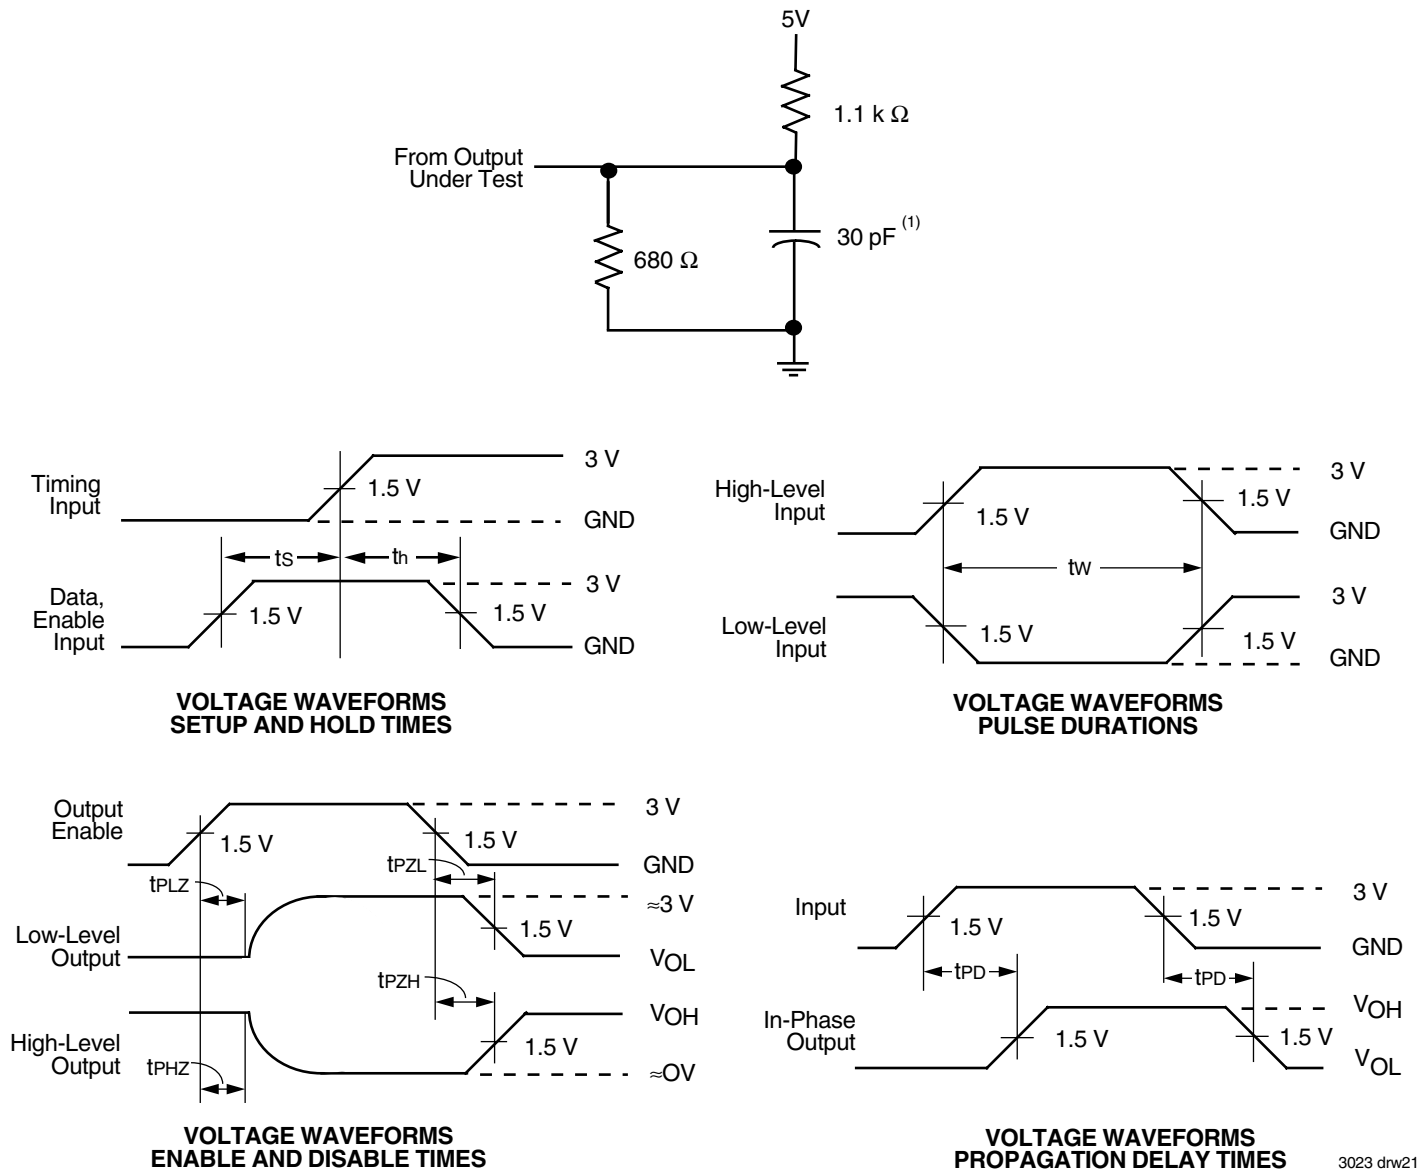 5V
1.1 k Ω
From Output
Under Test
30 pF (1)
680 Ω
Timing
Input
3 V
1.5 V
GND
tS
th
Data,
Enable
Input
3 V
1.5 V
1.5 V
GND
VOLTAGE WAVEFORMS
SETUP AND HOLD TIMES
High-Level
Input
3 V
1.5 V
1.5 V
GND
tW
Low-Level
Input
3 V
1.5 V
1.5 V
GND
VOLTAGE WAVEFORMS
PULSE DURATIONS
Output
Enable
3 V
1.5 V
1.5 V
GND
tPLZ
tPZL
≈3 V
Low-Level
Output
1.5 V
VOL
tPZH
VOH
High-Level
Output
1.5 V
tPHZ
≈OV
VOLTAGE WAVEFORMS
ENABLE AND DISABLE TIMES
Input
3 V
1.5 V
1.5 V
GND
tPD
tPD
In-Phase
Output
VOH
1.5 V
1.5 V
VOL
VOLTAGE WAVEFORMS
PROPAGATION DELAY TIMES
3023 drw21